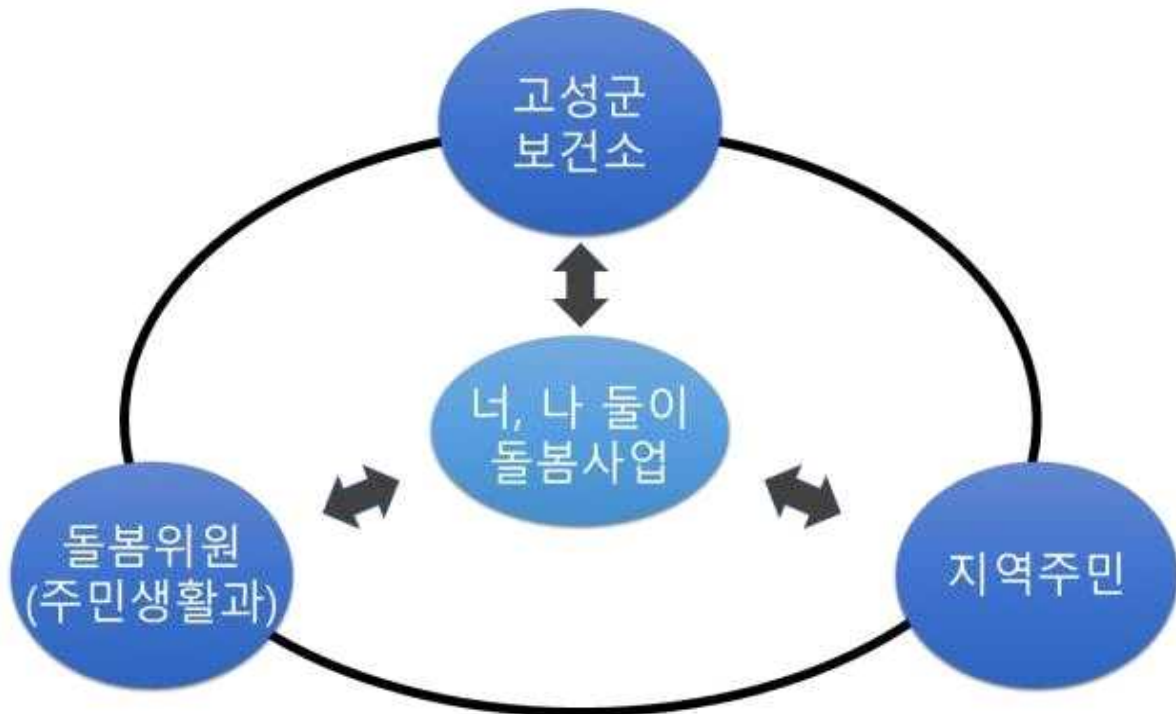 고성군
보건소
너, 나 둘이
돌봄사업
돌봄위원
(주민생활과)
지역주민